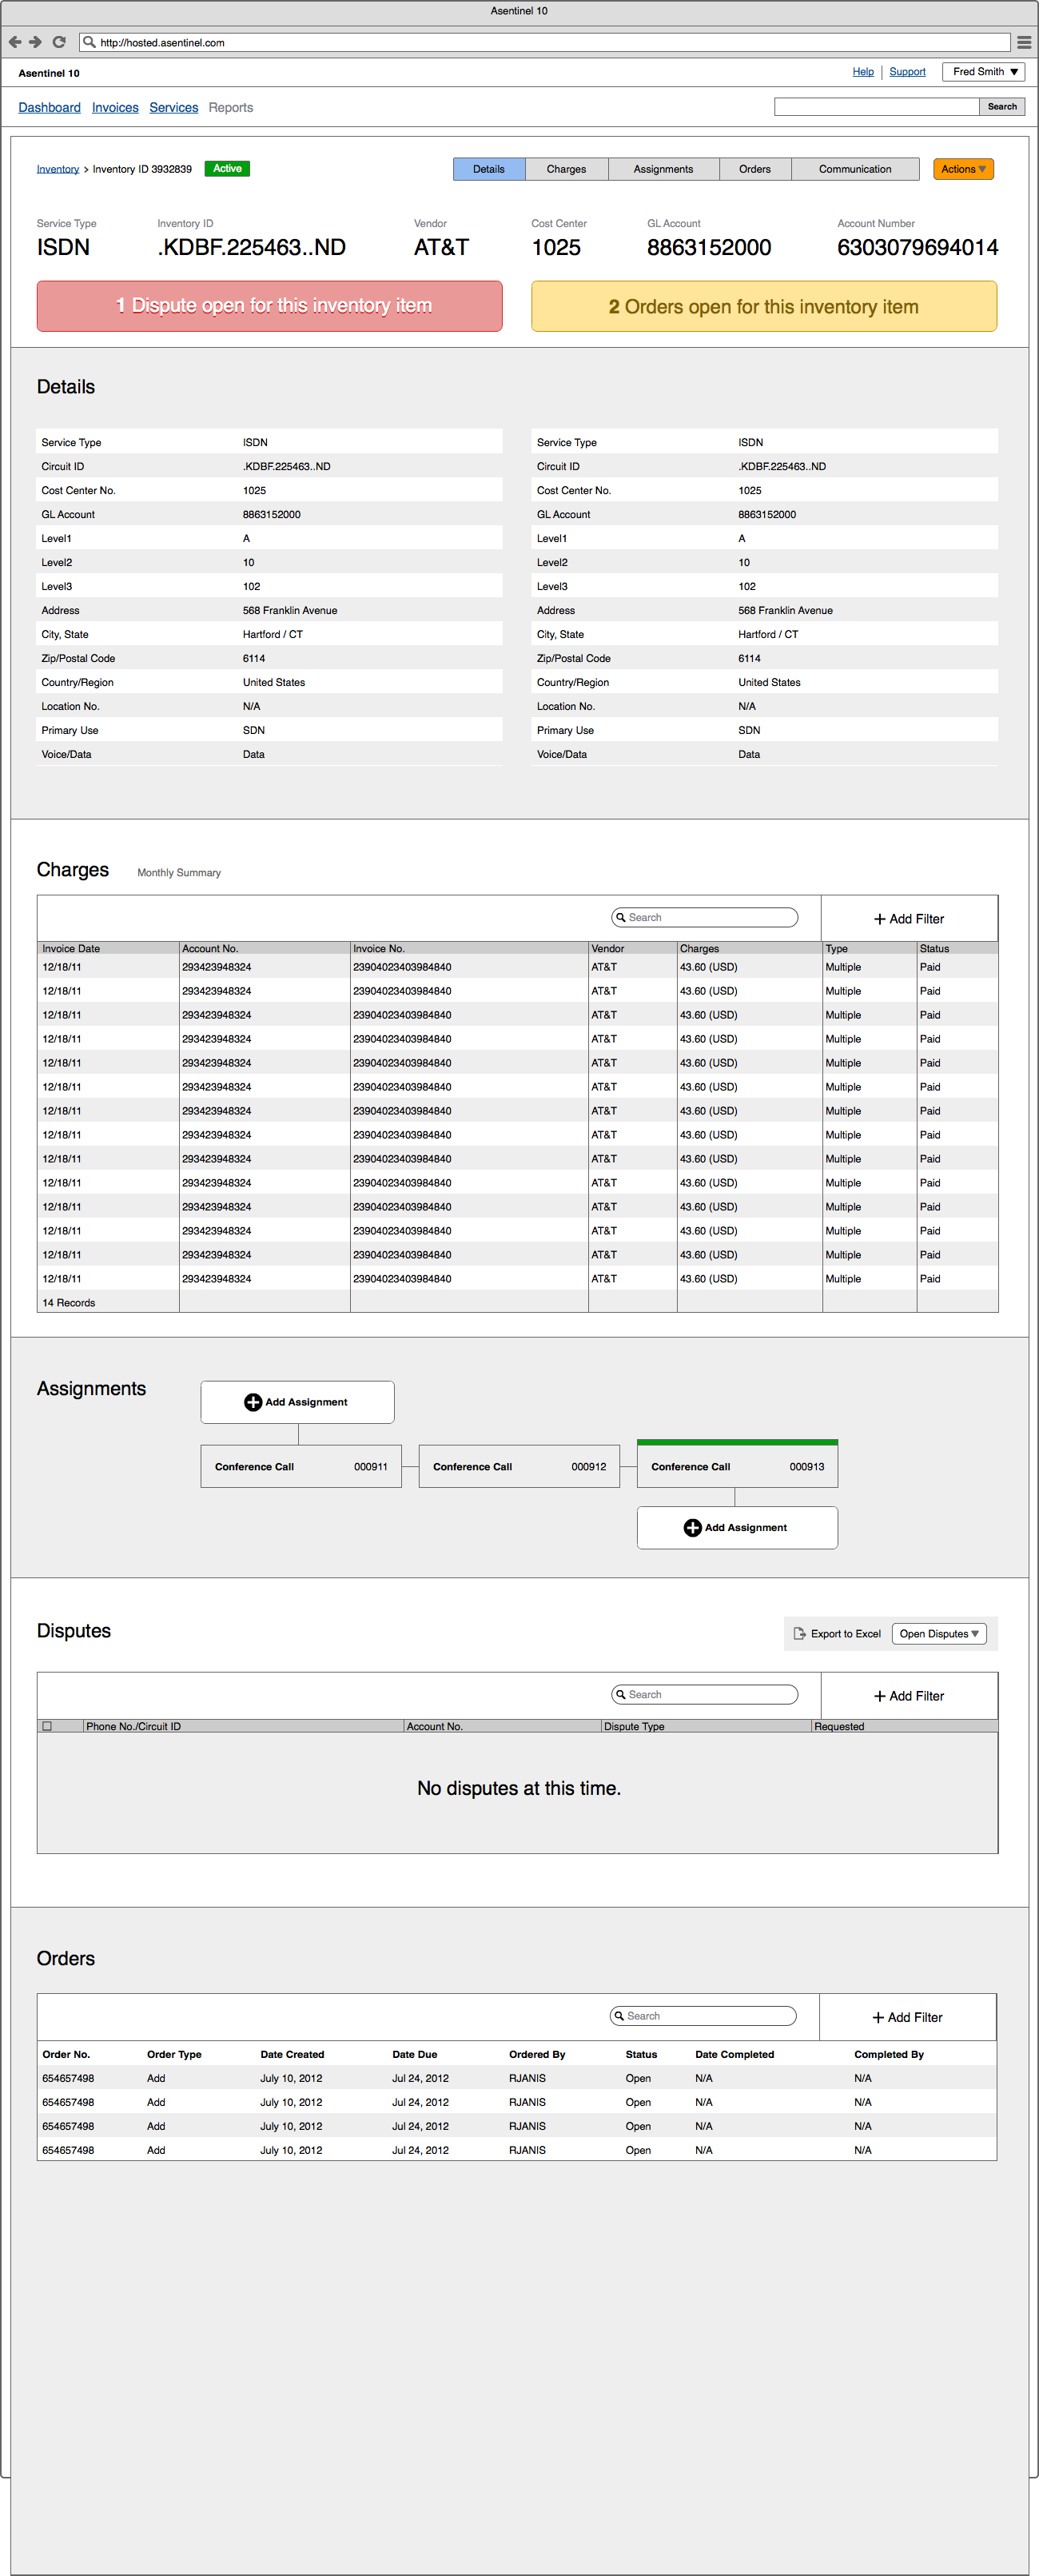 Asentinel 10
http://hosted.asentinel.com
Asentinel 10 Help Support Fred Smith
Dashboard Invoices Services Reports Search
Inventory > Inventory ID 3932839 Active Details Charges Assignments Orders Communication Actions
Service Type Inventory ID Vendor Cost Center GL Account Account Number
ISDN .KDBF.225463..ND AT&T 1025 8863152000 6303079694014
1 Dispute open for this inventory item 2 Orders open for this inventory item
Details
Service Type ISDN Service Type ISDN
Circuit ID .KDBF.225463..ND Circuit ID .KDBF.225463..ND
Cost Center No. 1025 Cost Center No. 1025
GL Account 8863152000 GL Account 8863152000
Level1 A Level1 A
Level2 10 Level2 10
Level3 102 Level3 102
Address 568 Franklin Avenue Address 568 Franklin Avenue
City, State Hartford / CT City, State Hartford / CT
Zip/Postal Code 6114 Zip/Postal Code 6114
Country/Region United States Country/Region United States
Location No. N/A Location No. N/A
Primary Use SDN Primary Use SDN
Voice/Data Data Voice/Data Data
Charges Monthly Summary
Search + Add Filter
Invoice Date Account No. Invoice No. Vendor Charges Type Status
12/18/11 293423948324 23904023403984840 AT&T 43.60 (USD) Multiple Paid
12/18/11 293423948324 23904023403984840 AT&T 43.60 (USD) Multiple Paid
12/18/11 293423948324 23904023403984840 AT&T 43.60 (USD) Multiple Paid
12/18/11 293423948324 23904023403984840 AT&T 43.60 (USD) Multiple Paid
12/18/11 293423948324 23904023403984840 AT&T 43.60 (USD) Multiple Paid
12/18/11 293423948324 23904023403984840 AT&T 43.60 (USD) Multiple Paid
12/18/11 293423948324 23904023403984840 AT&T 43.60 (USD) Multiple Paid
12/18/11 293423948324 23904023403984840 AT&T 43.60 (USD) Multiple Paid
12/18/11 293423948324 23904023403984840 AT&T 43.60 (USD) Multiple Paid
12/18/11 293423948324 23904023403984840 AT&T 43.60 (USD) Multiple Paid
12/18/11 293423948324 23904023403984840 AT&T 43.60 (USD) Multiple Paid
12/18/11 293423948324 23904023403984840 AT&T 43.60 (USD) Multiple Paid
12/18/11 293423948324 23904023403984840 AT&T 43.60 (USD) Multiple Paid
12/18/11 293423948324 23904023403984840 AT&T 43.60 (USD) Multiple Paid
14 Records
Assignments
Add Assignment
Conference Call 000911 Conference Call 000912 Conference Call 000913
Add Assignment
Disputes Export to Excel Open Disputes
Search + Add Filter
Phone No./Circuit ID Account No. Dispute Type Requested
No disputes at this time.
Orders
Search + Add Filter
Order No. Order Type Date Created Date Due Ordered By Status Date Completed Completed By
654657498 Add July 10, 2012 Jul 24, 2012 RJANIS Open N/A N/A
654657498 Add July 10, 2012 Jul 24, 2012 RJANIS Open N/A N/A
654657498 Add July 10, 2012 Jul 24, 2012 RJANIS Open N/A N/A
654657498 Add July 10, 2012 Jul 24, 2012 RJANIS Open N/A N/A